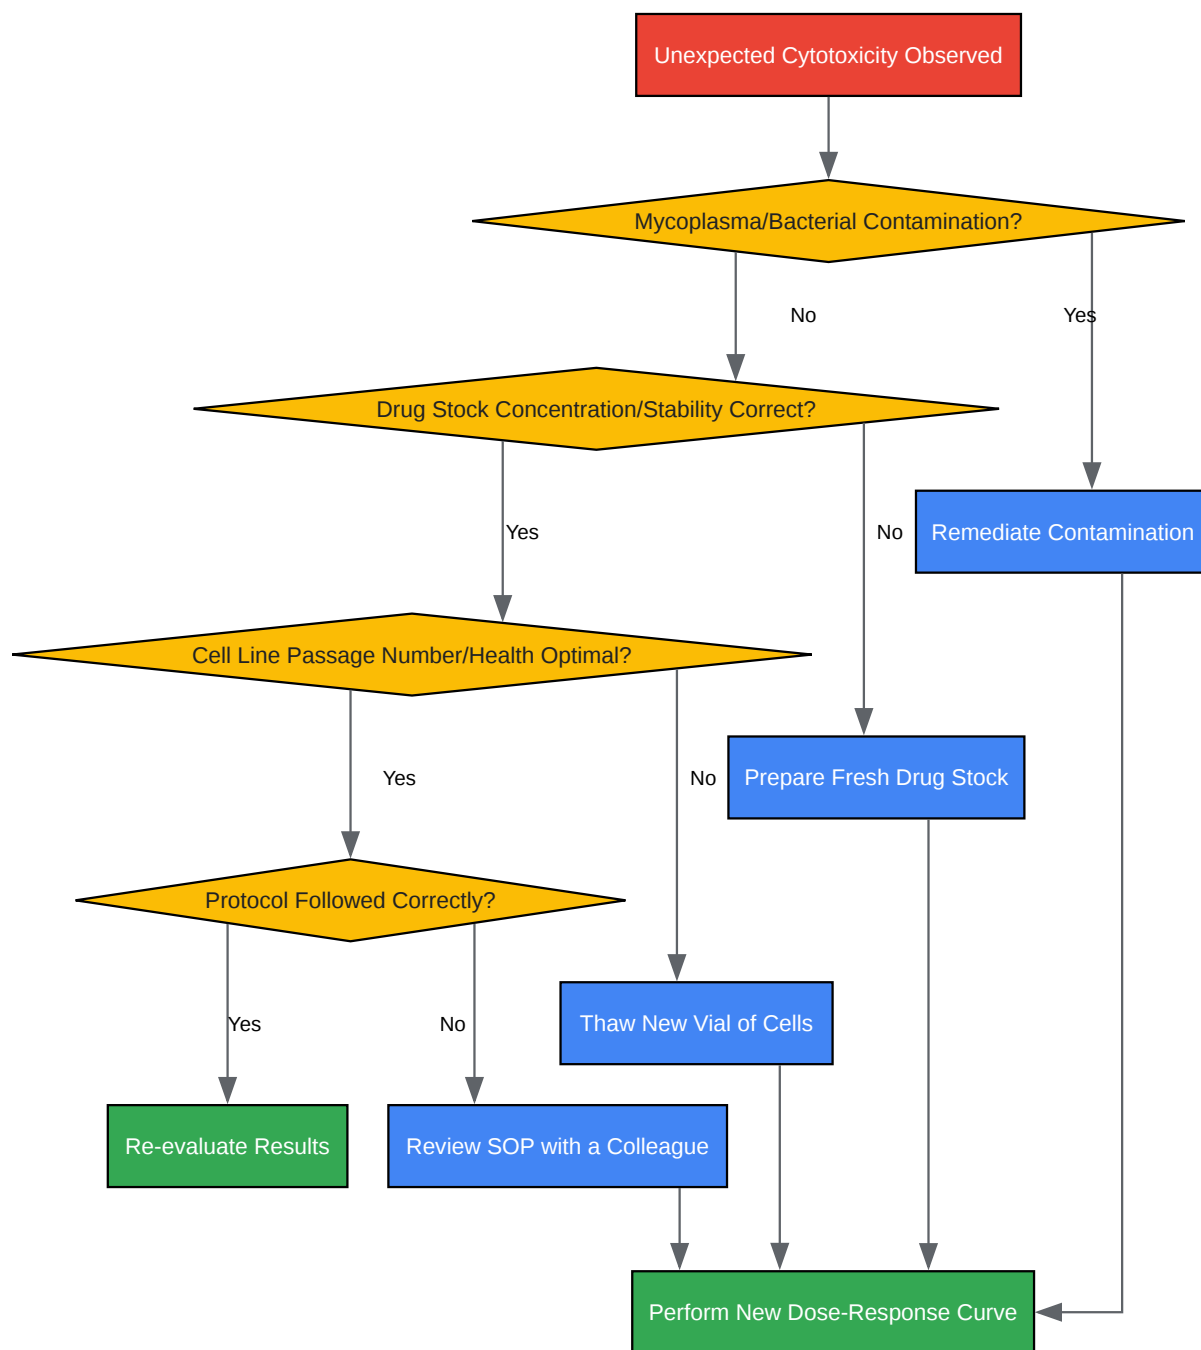 Unexpected Cytotoxicity Observed
Mycoplasma/Bacterial Contamination?
No
Yes
Drug Stock Concentration/Stability Correct?
Yes
No
Remediate Contamination
Cell Line Passage Number/Health Optimal?
Yes
No
Prepare Fresh Drug Stock
Protocol Followed Correctly?
Yes
No
Thaw New Vial of Cells
Re-evaluate Results
Review SOP with a Colleague
Perform New Dose-Response Curve